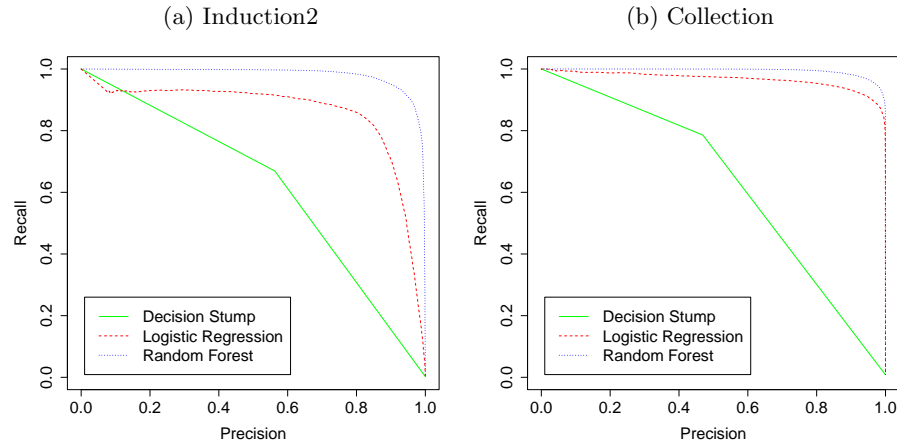 (a) Induction2
1.0
0.8
0.6
0.4
0.2
0.0
Recall
Decision Stump
Logistic Regression
Random Forest
0.0 0.2 0.4 0.6 0.8 1.0
Precision
(b) Collection
1.0
0.8
0.6
0.4
0.2
0.0
Recall
Decision Stump
Logistic Regression
Random Forest
0.0 0.2 0.4 0.6 0.8 1.0
Precision